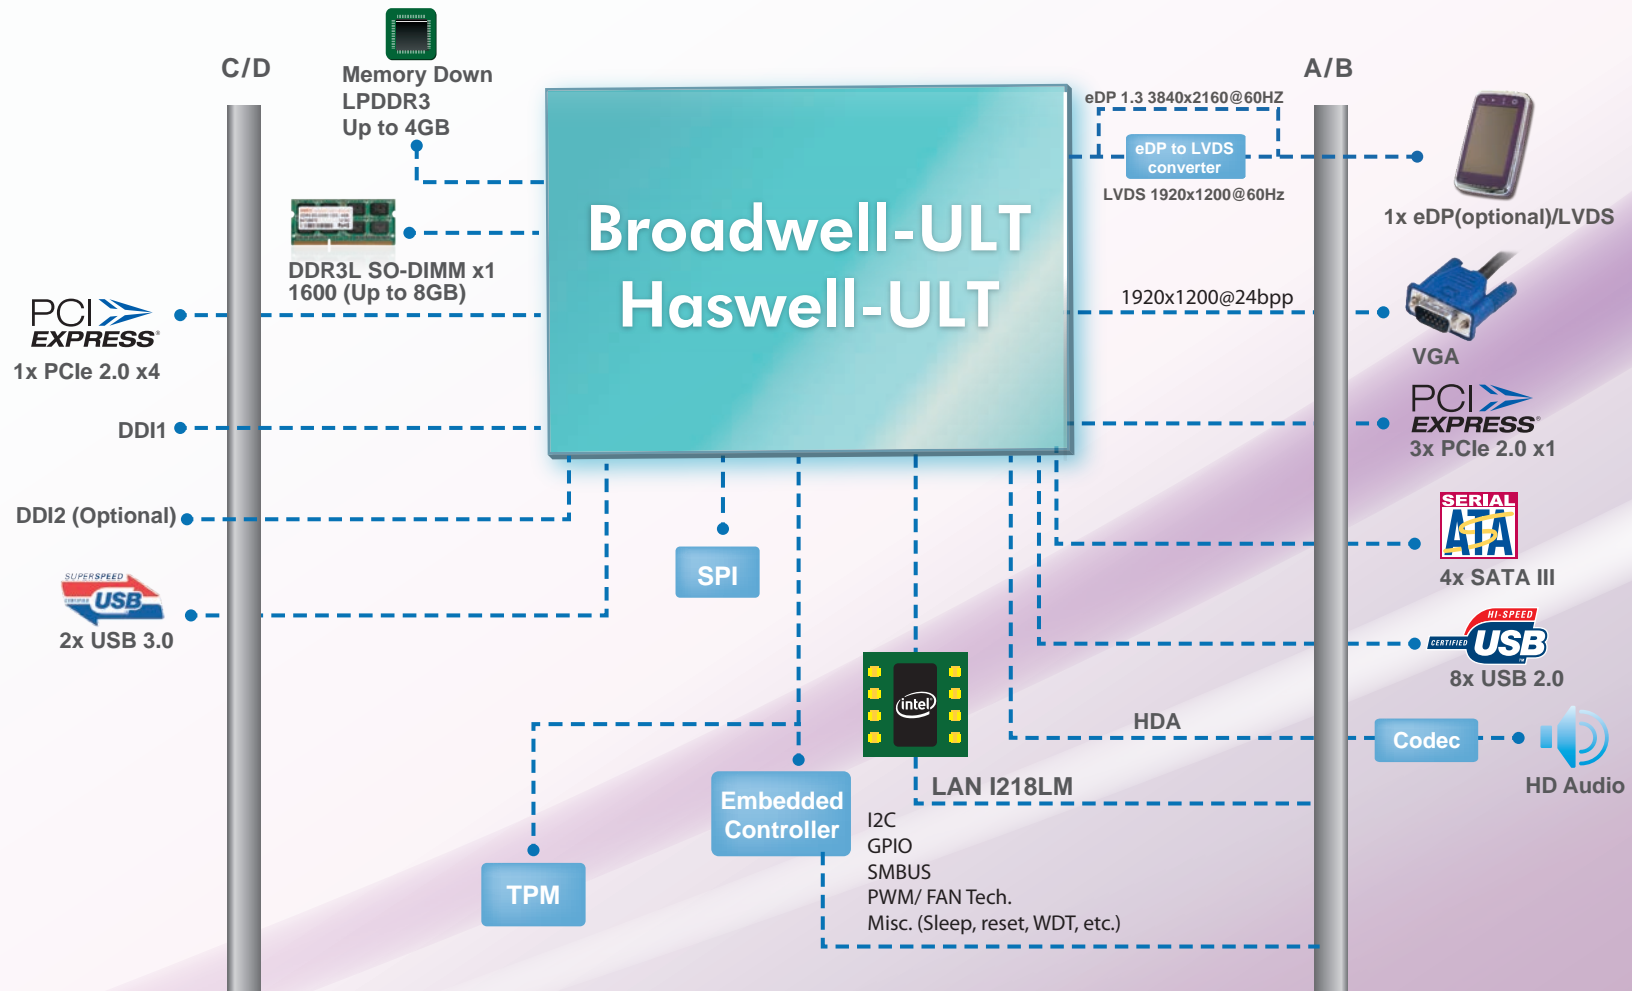 C/D
Memory Down
LPDDR3
Up to 4GB
A/B
eDP 1.3 3840x2160@60HZ
eDP to LVDS
converter
LVDS 1920x1200@60Hz
1x eDP(optional)/LVDS
Broadwell-ULT
Haswell-ULT
DDR3L SO-DIMM x1
1600 (Up to 8GB)
PCI
EXPRESS®
1x PCIe 2.0 x4
1920x1200@24bpp
VGA
PCI
EXPRESS®
3x PCIe 2.0 x1
DDI1
DDI2 (Optional)
SERIAL
ATA
4x SATA III
SPI
SUPERSPEED
CERTIFIED
USB
2x USB 3.0
HI-SPEED
CERTIFIED
USB
TM
8x USB 2.0
intel
HDA
Codec
HD Audio
LAN I218LM
Embedded
Controller
I2C
GPIO
SMBUS
PWM/ FAN Tech.
Misc. (Sleep, reset, WDT, etc.)
TPM